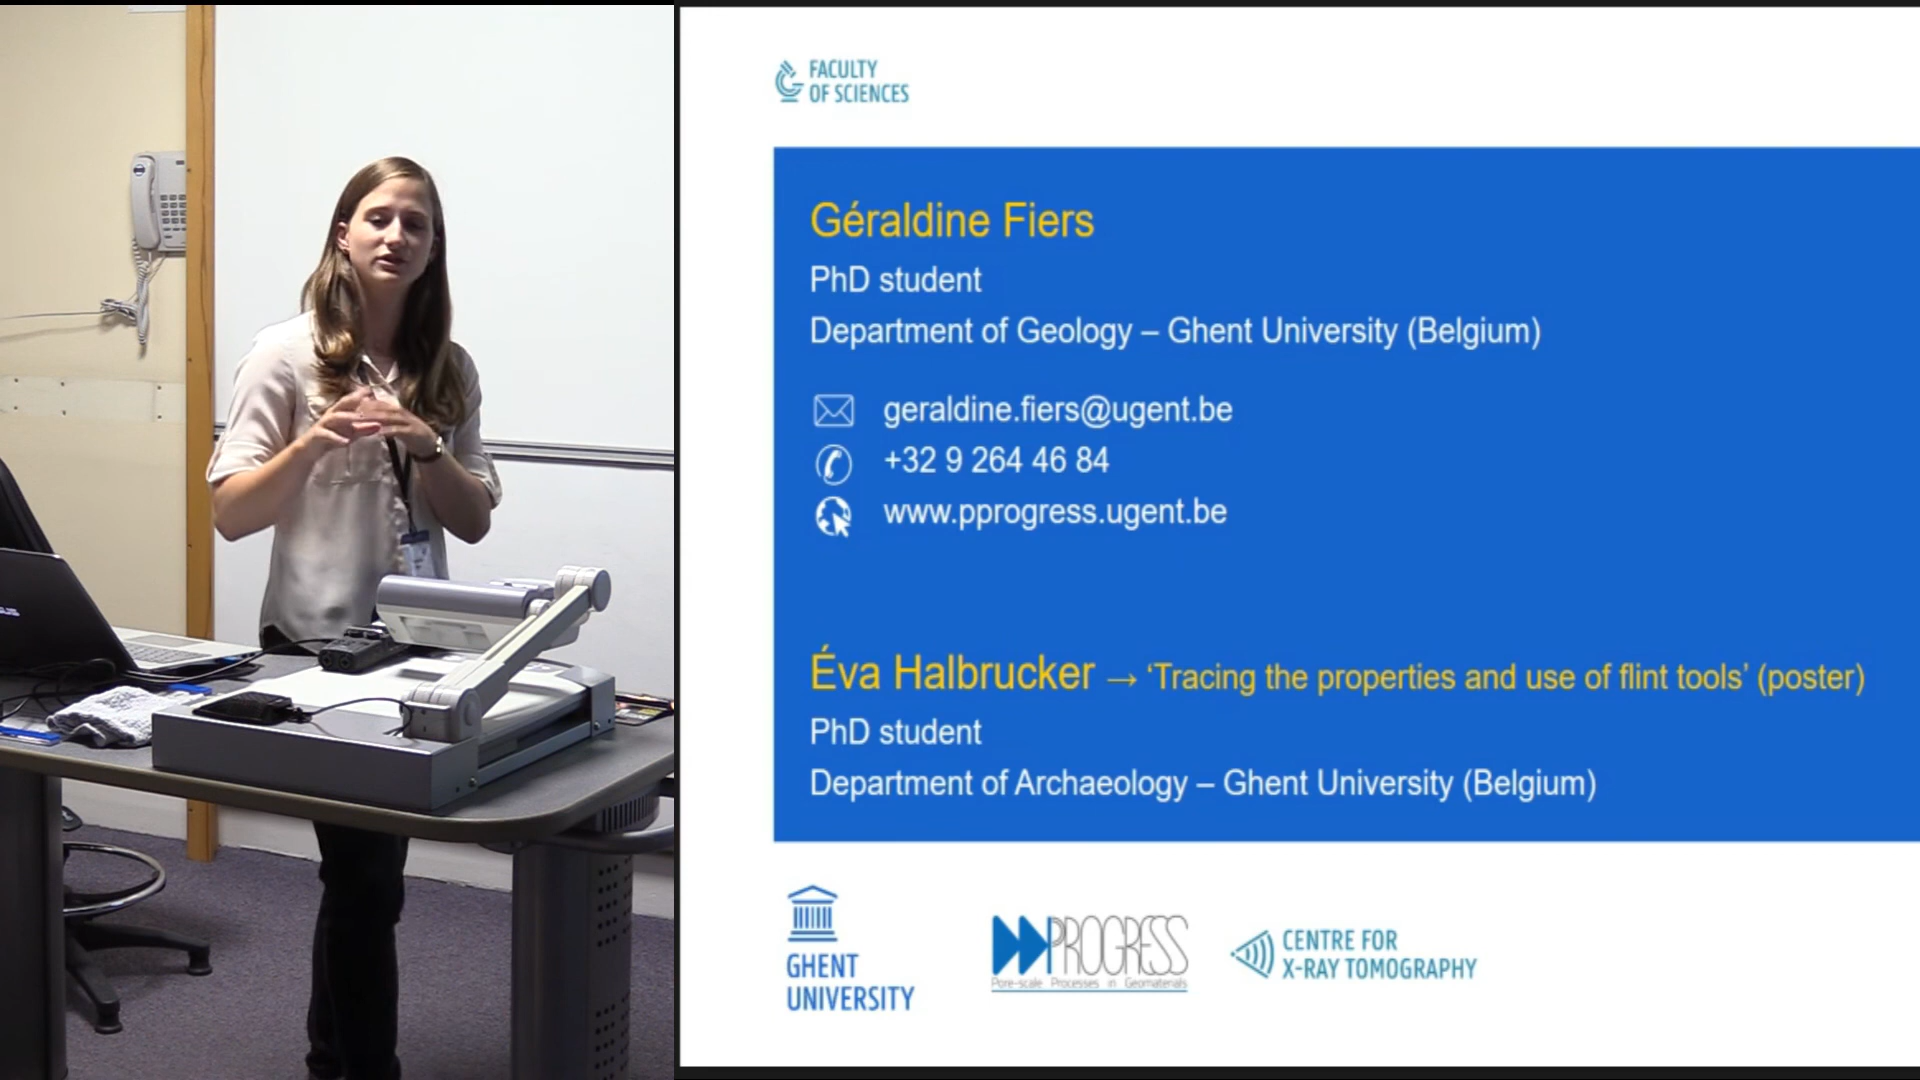 FACULTY
OF SCIENCES
Géraldine Fiers
PhD student
Department of Geology – Ghent University (Belgium)
geraldine.fiers@ugent.be
+32 9 264 46 84
www.pprogress.ugent.be
Éva Halbrucker → ‘Tracing the properties and use of flint tools’ (poster)
PhD student
Department of Archaeology – Ghent University (Belgium)
GHENT
UNIVERSITY
PROGRESS
Pore-scale Processes in Geomaterials
CENTRE FOR
X-RAY TOMOGRAPHY